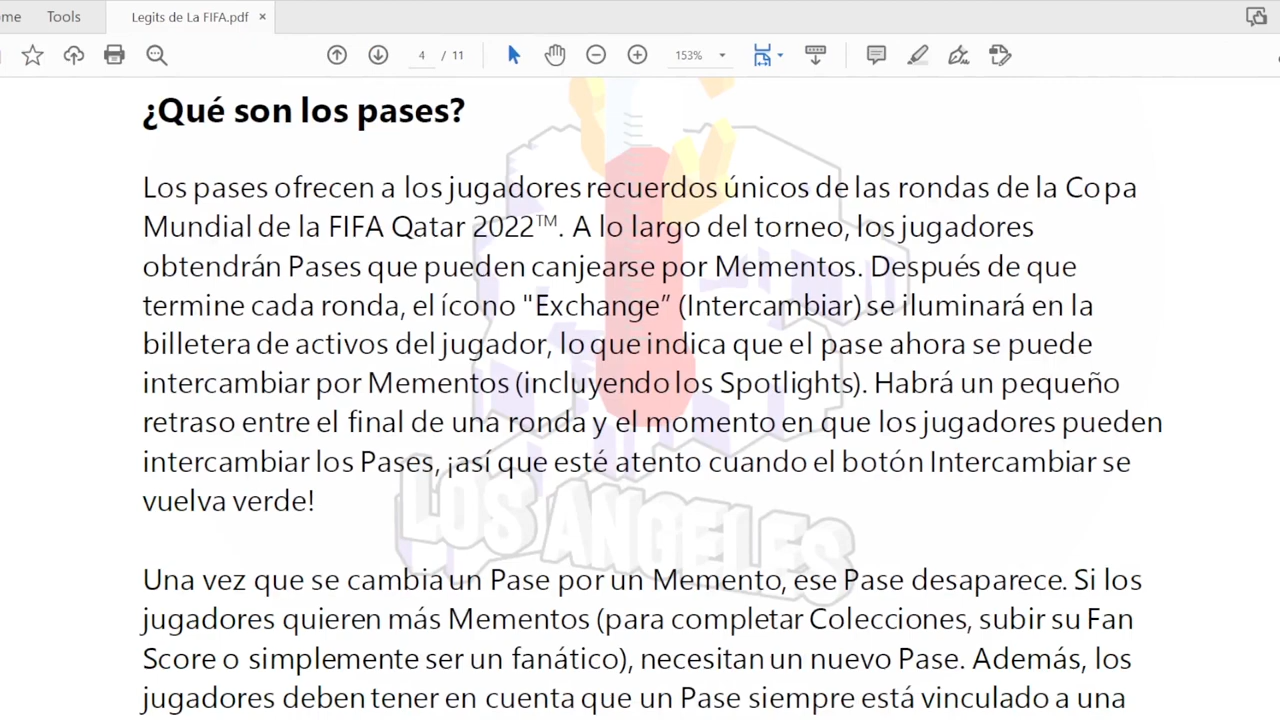 ome Tools Legits de La FIFA.pdf ×
4 / 11 153%
¿Qué son los pases?
Los pases ofrecen a los jugadores recuerdos únicos de las rondas de la Copa
Mundial de la FIFA Qatar 2022™. A lo largo del torneo, los jugadores
obtendrán Pases que pueden canjearse por Mementos. Después de que
termine cada ronda, el ícono "Exchange” (Intercambiar) se iluminará en la
billetera de activos del jugador, lo que indica que el pase ahora se puede
intercambiar por Mementos (incluyendo los Spotlights). Habrá un pequeño
retraso entre el final de una ronda y el momento en que los jugadores pueden
intercambiar los Pases, ¡así que esté atento cuando el botón Intercambiar se
vuelva verde!
LOS ANGELES
Una vez que se cambia un Pase por un Memento, ese Pase desaparece. Si los
jugadores quieren más Mementos (para completar Colecciones, subir su Fan
Score o simplemente ser un fanático), necesitan un nuevo Pase. Además, los
jugadores deben tener en cuenta que un Pase siempre está vinculado a una